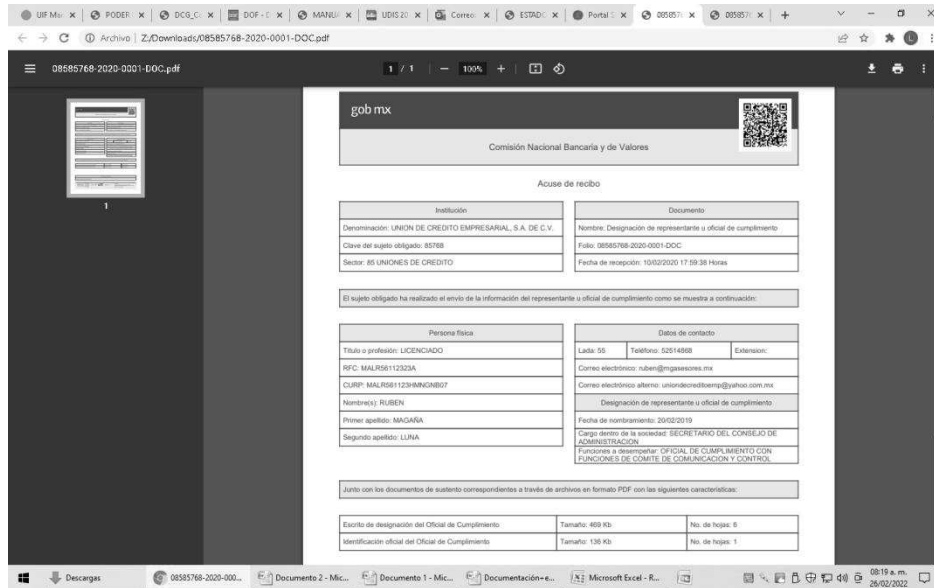 UIF Ma
PODER
DCG_C
DOF - D
MANU
UDIS 20
Correo
ESTADO
Portal S
085857
085857
Archivo | Z:/Downloads/08585768-2020-0001-DOC.pdf
08585768-2020-0001-DOC.pdf
1 / 1
100%
1
gob mx
Comisión Nacional Bancaria y de Valores
Acuse de recibo
Institución
Denominación: UNION DE CREDITO EMPRESARIAL, S.A. DE C.V.
Clave del sujeto obligado: 85768
Sector: 85 UNIONES DE CREDITO
Documento
Nombre: Designación de representante u oficial de cumplimiento
Folio: 08585768-2020-0001-DOC
Fecha de recepción: 10/02/2020 17:59:38 Horas
El sujeto obligado ha realizado el envío de la información del representante u oficial de cumplimiento como se muestra a continuación:
Persona física
Título o profesión: LICENCIADO
RFC: MALR56112323A
CURP: MALR561123HMNGNB07
Nombre(s): RUBEN
Primer apellido: MAGAÑA
Segundo apellido: LUNA
Datos de contacto
Lada: 55
Teléfono: 52514868
Extension:
Correo electrónico: ruben@mgasesores.mx
Correo electrónico alterno: uniondecreditoemp@yahoo.com.mx
Designación de representante u oficial de cumplimiento
Fecha de nombramiento: 20/02/2019
Cargo dentro de la sociedad: SECRETARIO DEL CONSEJO DE
ADMINISTRACION
Funciones a desempeñar: OFICIAL DE CUMPLIMIENTO CON
FUNCIONES DE COMITE DE COMUNICACION Y CONTROL
Junto con los documentos de sustento correspondientes a través de archivos en formato PDF con las siguientes características:
Escrito de designación del Oficial de Cumplimiento
Tamaño: 469 Kb
No. de hojas: 6
Identificación oficial del Oficial de Cumplimiento
Tamaño: 136 Kb
No. de hojas: 1
Descargas
08585768-2020-000...
Documento 2 - Mic...
Documento 1 - Mic...
Documentación+e...
Microsoft Excel - R...
08:19 a. m.
26/02/2022